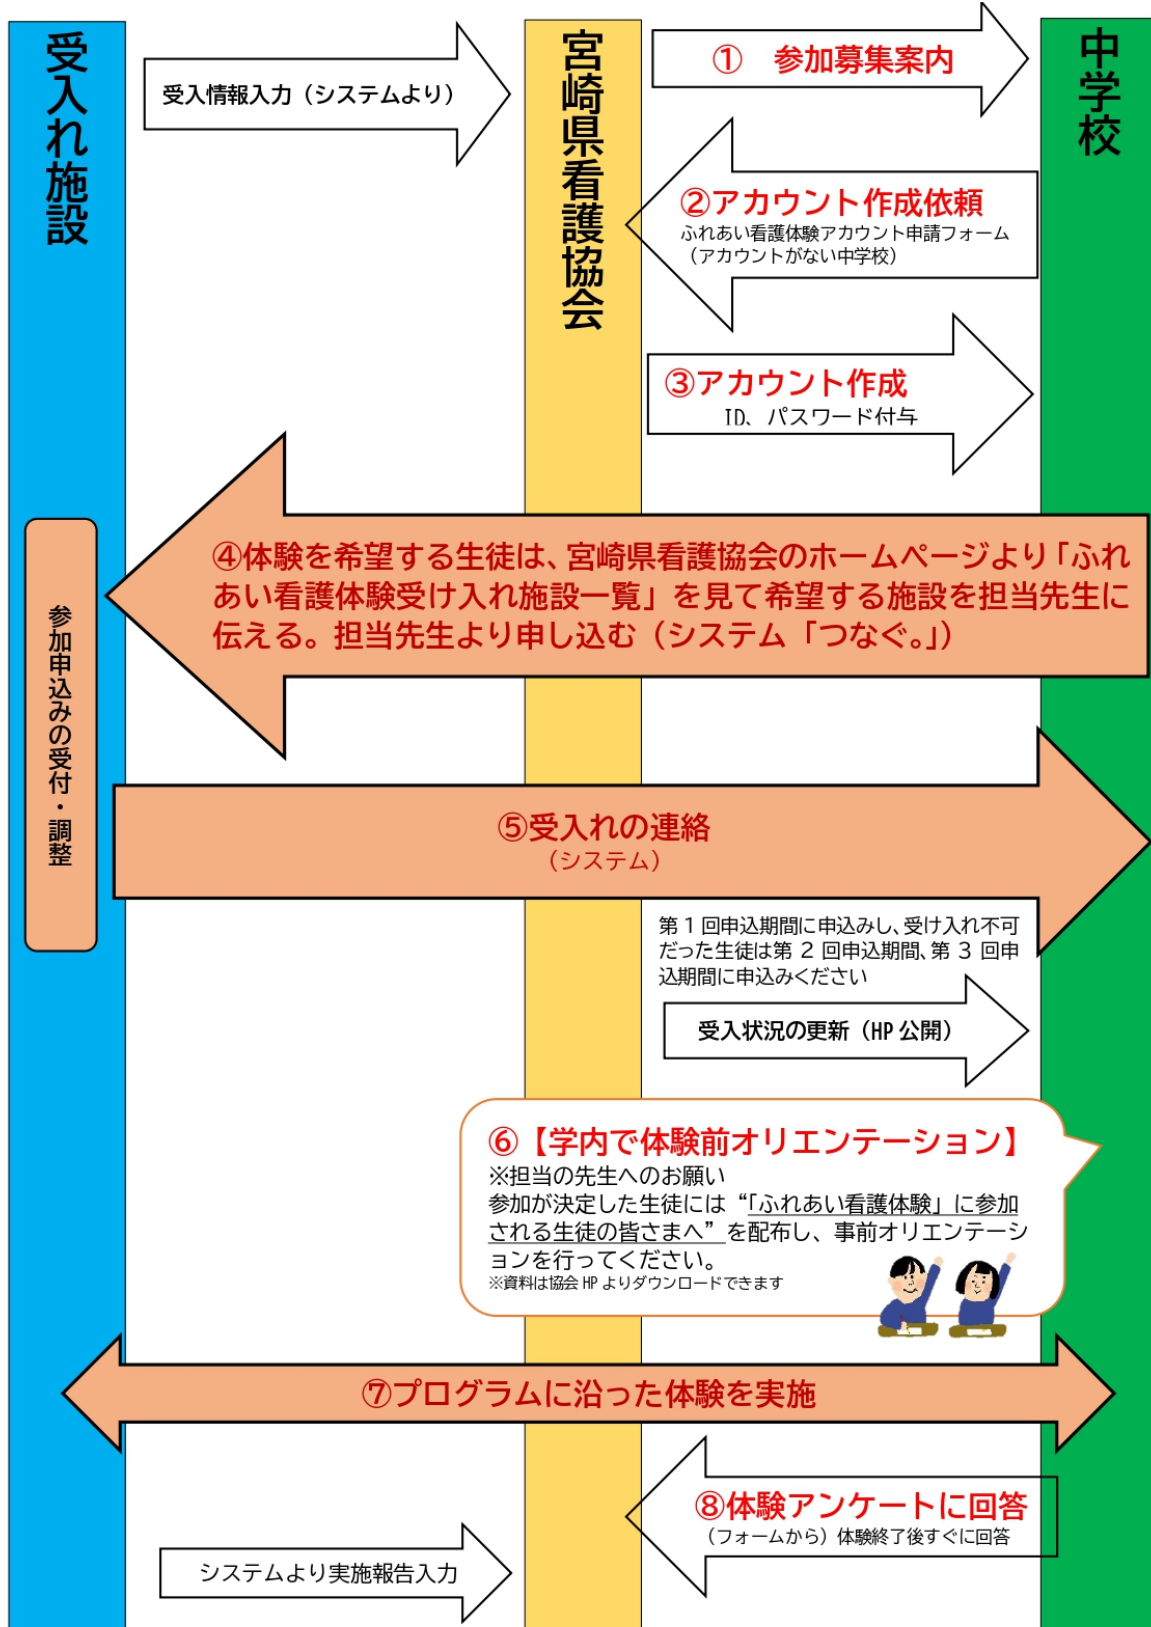 受入れ施設
宮崎県看護協会
中学校
受入情報入力（システムより）
①　参加募集案内
②アカウント作成依頼
ふれあい看護体験アカウント申請フォーム
（アカウントがない中学校）
③アカウント作成
ID、パスワード付与
④体験を希望する生徒は、宮崎県看護協会のホームページより「ふれ
あい看護体験受け入れ施設一覧」を見て希望する施設を担当先生に
伝える。担当先生より申し込む（システム「つなぐ。」）
参加申込みの受付・調整
⑤受入れの連絡
（システム）
第１回申込期間に申込みし、受け入れ不可
だった生徒は第 2 回申込期間、第 3 回申
込期間に申込みください
受入状況の更新（HP 公開）
⑥【学内で体験前オリエンテーション】
※担当の先生へのお願い
参加が決定した生徒には“「ふれあい看護体験」に参加
される生徒の皆さまへ”を配布し、事前オリエンテーシ
ョンを行ってください。
※資料は協会 HP よりダウンロードできます
⑦プログラムに沿った体験を実施
⑧体験アンケートに回答
（フォームから）体験終了後すぐに回答
システムより実施報告入力